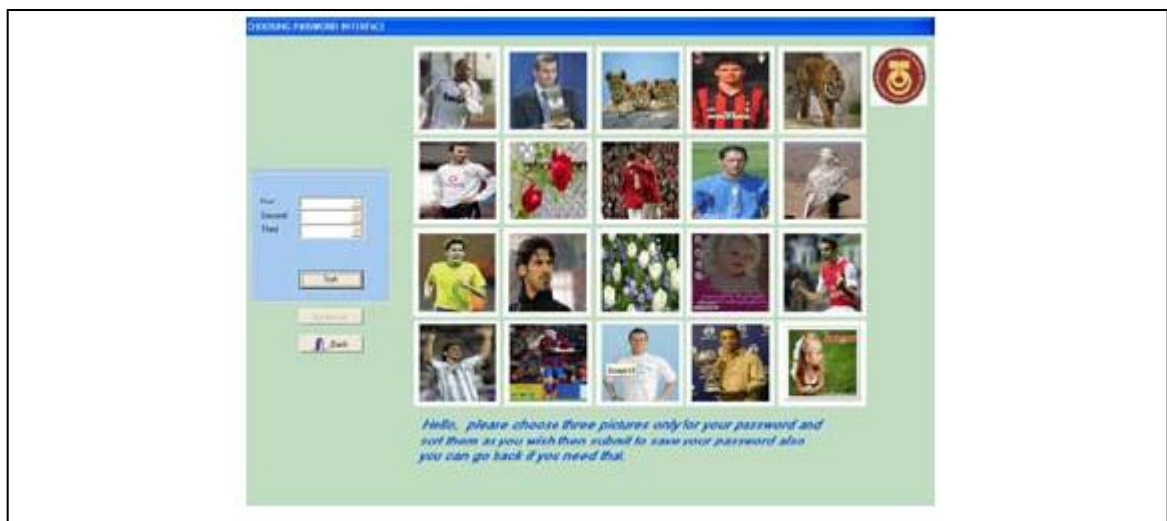 CHOOSING PASSWORD INTERFACE
First
Second
Third
Back
Hello, please choose three pictures only for your password and
sort them as you wish then submit to save your password also
you can go back if you need that.